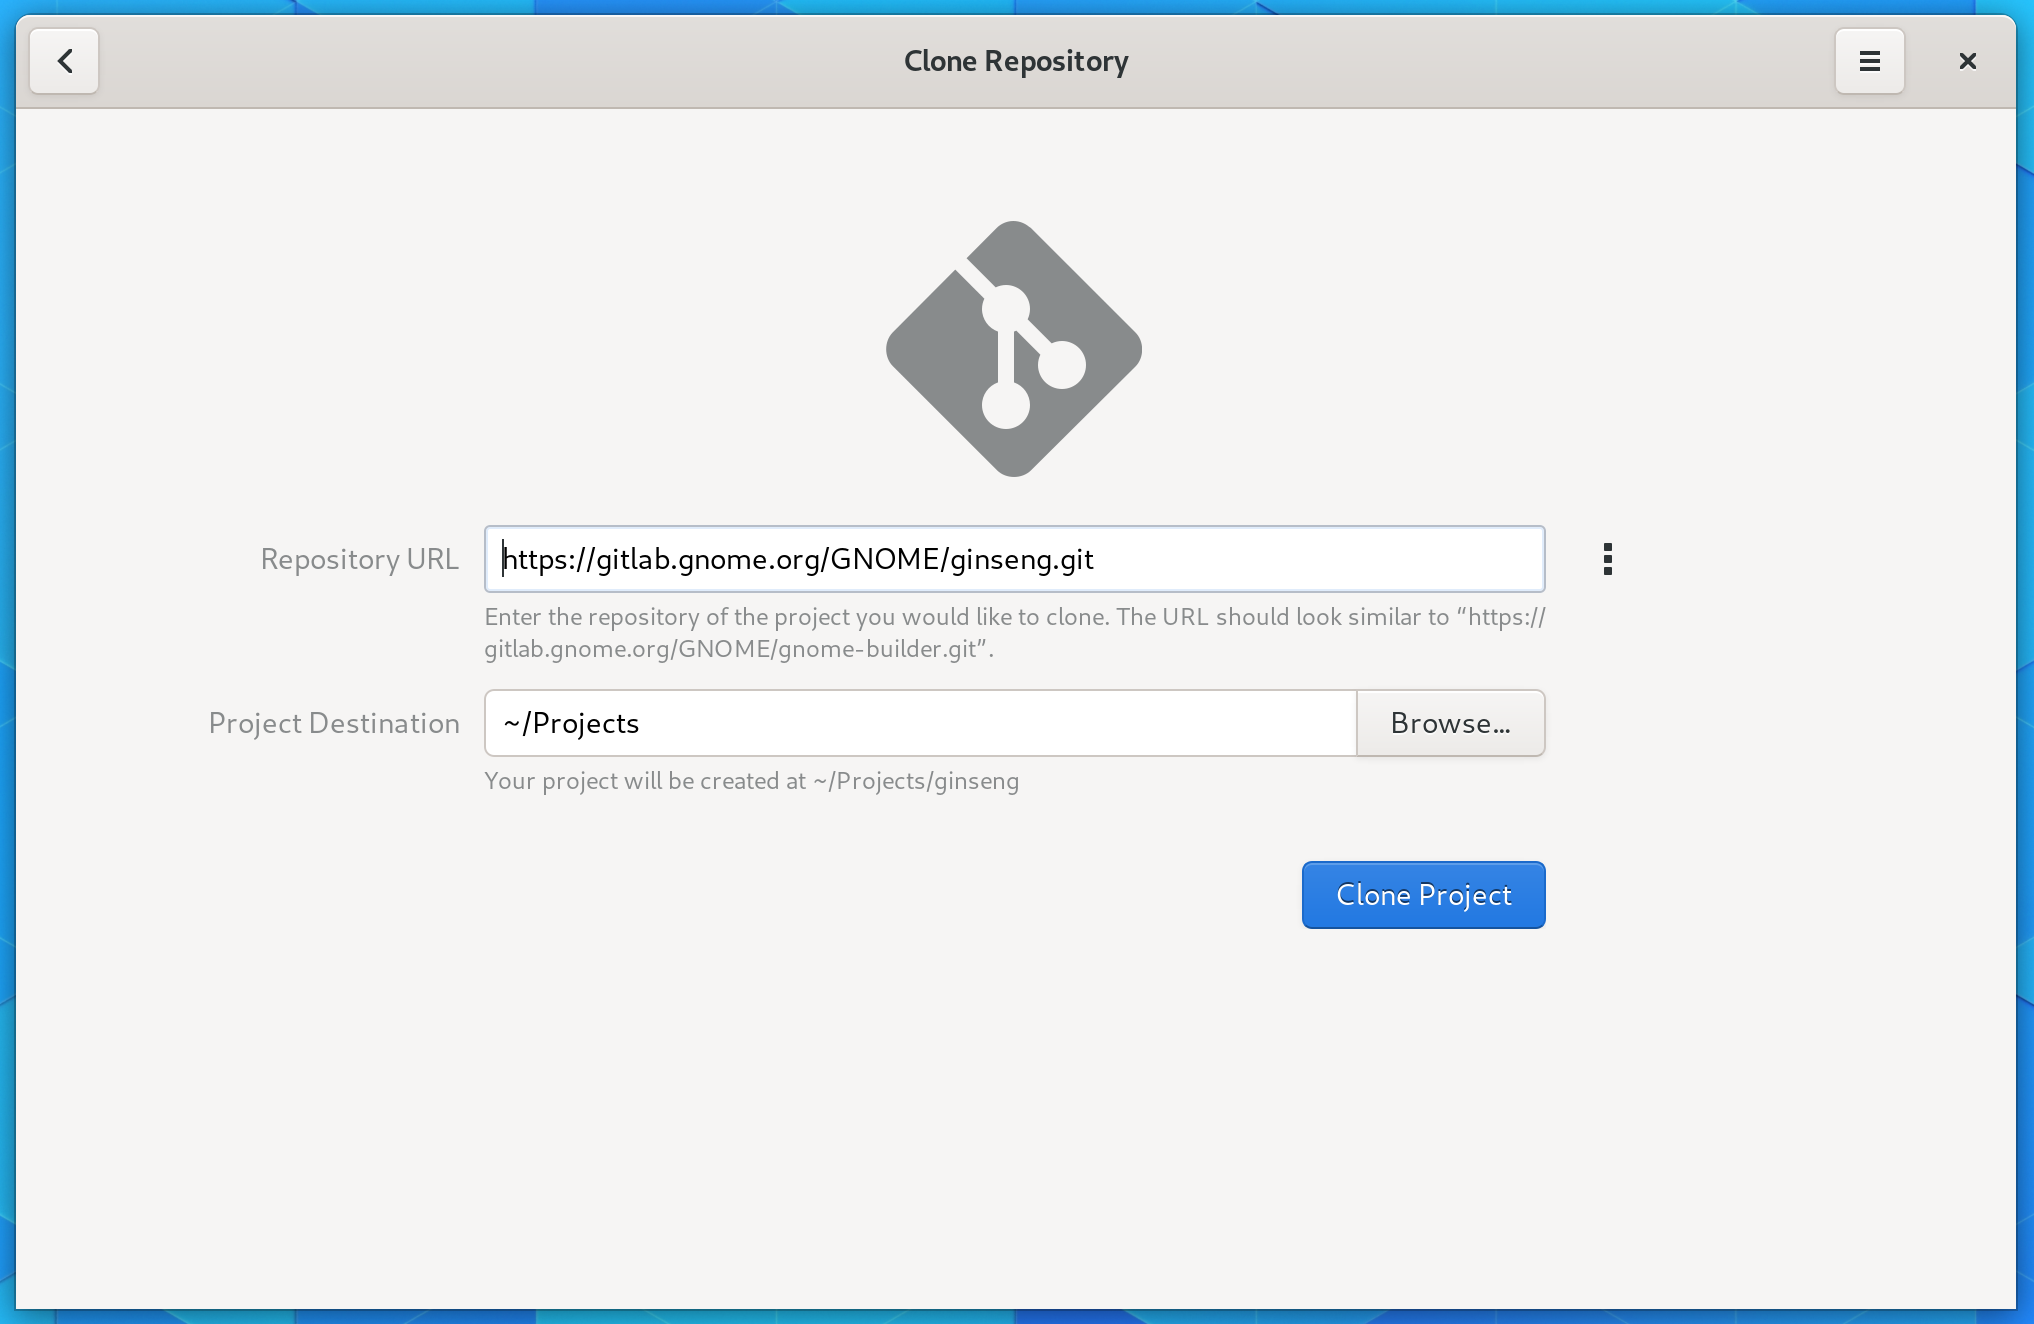 Clone Repository
Repository URL
https://gitlab.gnome.org/GNOME/ginseng.git
Enter the repository of the project you would like to clone. The URL should look similar to “https://
gitlab.gnome.org/GNOME/gnome-builder.git”.
Project Destination
~/Projects
Browse…
Your project will be created at ~/Projects/ginseng
Clone Project